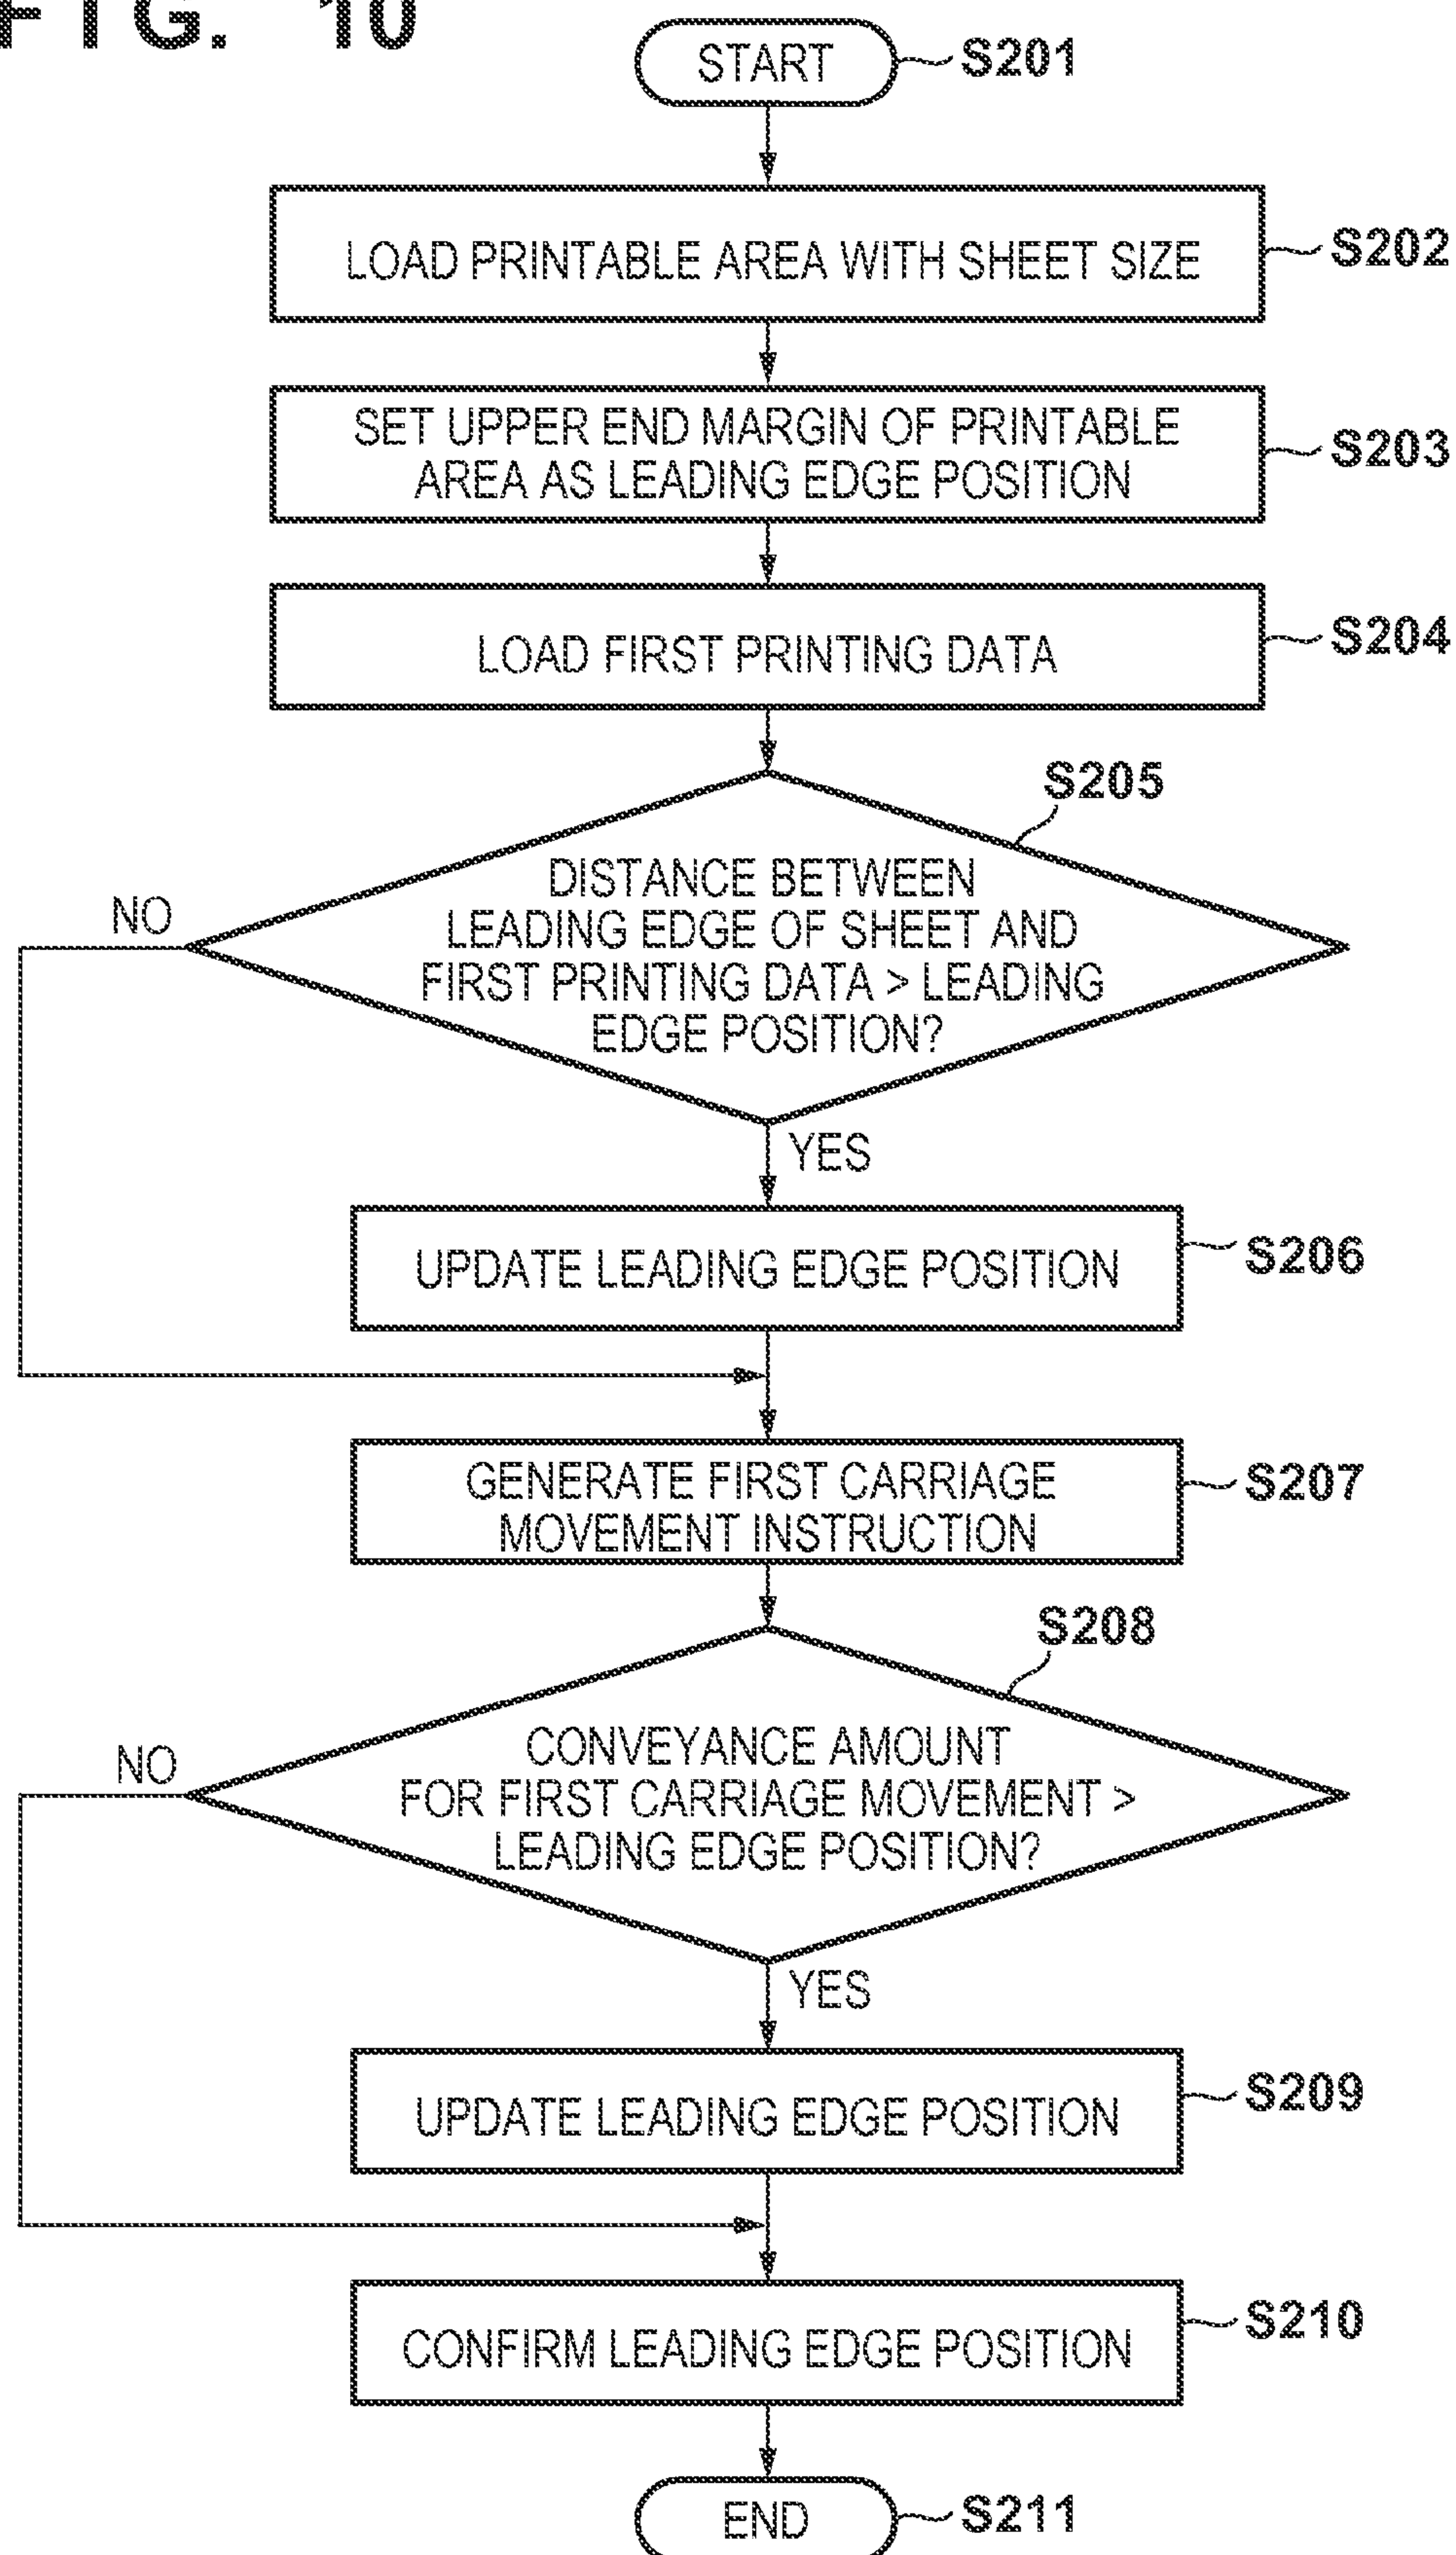 FIG. 10
START
S201
LOAD PRINTABLE AREA WITH SHEET SIZE
S202
SET UPPER END MARGIN OF PRINTABLE
AREA AS LEADING EDGE POSITION
S203
LOAD FIRST PRINTING DATA
S204
S205
DISTANCE BETWEEN
LEADING EDGE OF SHEET AND
FIRST PRINTING DATA > LEADING
EDGE POSITION?
NO
YES
UPDATE LEADING EDGE POSITION
S206
GENERATE FIRST CARRIAGE
MOVEMENT INSTRUCTION
S207
S208
CONVEYANCE AMOUNT
FOR FIRST CARRIAGE MOVEMENT >
LEADING EDGE POSITION?
NO
YES
UPDATE LEADING EDGE POSITION
S209
CONFIRM LEADING EDGE POSITION
S210
END
S211